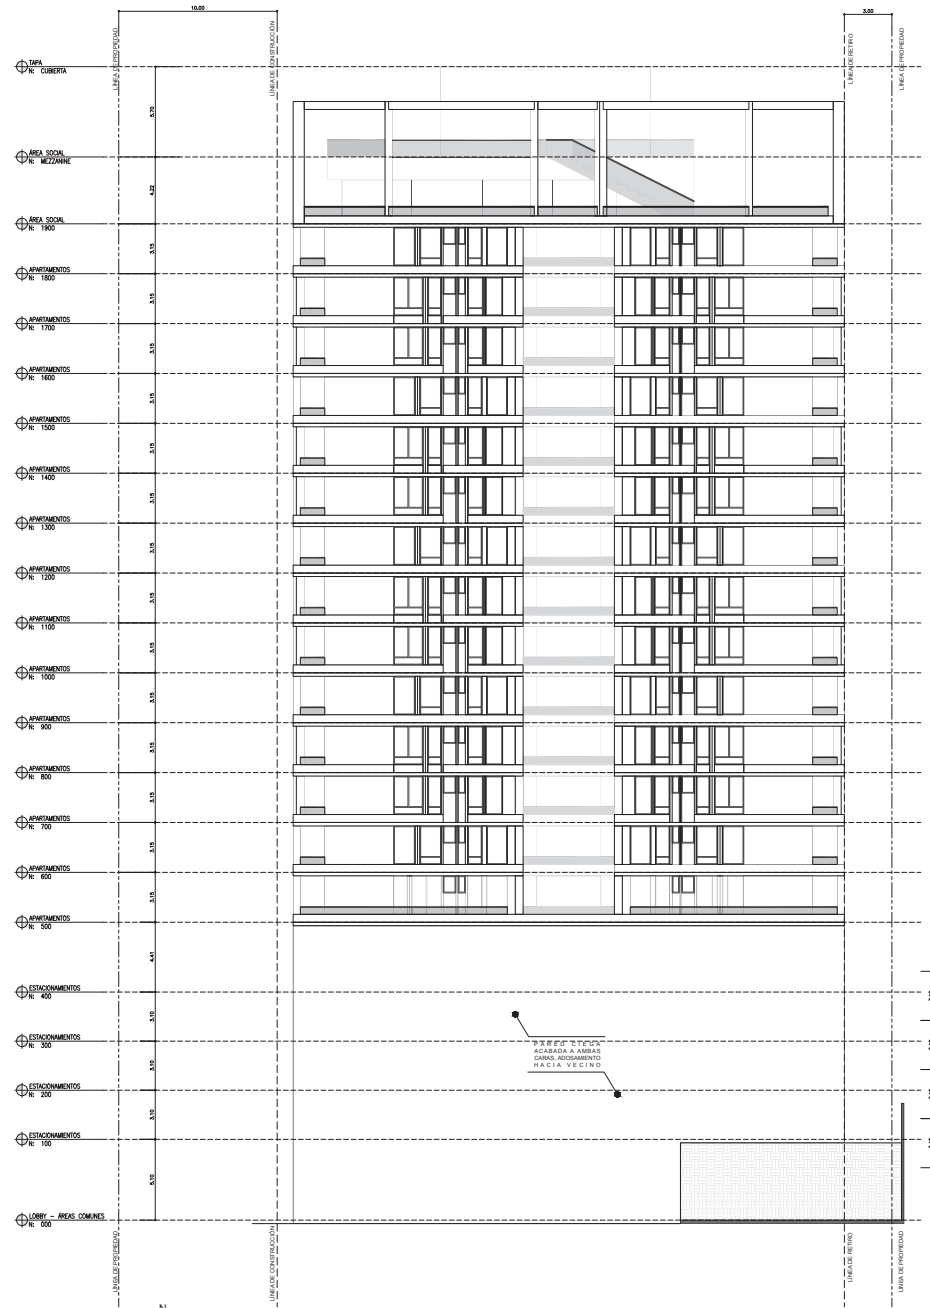 10.00
3.00
LÍNEA DE PROPIEDAD
LÍNEA DE CONSTRUCCIÓN
LÍNEA DE RETIRO
LÍNEA DE PROPIEDAD
TAPA
N: CUBIERTA
5.70
ÁREA SOCIAL
N: MEZZANINE
4.22
ÁREA SOCIAL
N: 1900
3.15
APARTAMENTOS
N: 1800
3.15
APARTAMENTOS
N: 1700
3.15
APARTAMENTOS
N: 1600
3.15
APARTAMENTOS
N: 1500
3.15
APARTAMENTOS
N: 1400
3.15
APARTAMENTOS
N: 1300
3.15
APARTAMENTOS
N: 1200
3.15
APARTAMENTOS
N: 1100
3.15
APARTAMENTOS
N: 1000
3.15
APARTAMENTOS
N: 900
3.15
APARTAMENTOS
N: 800
3.15
APARTAMENTOS
N: 700
3.15
APARTAMENTOS
N: 600
3.15
APARTAMENTOS
N: 500
4.41
ESTACIONAMIENTOS
N: 400
3.10
ESTACIONAMIENTOS
N: 300
PARED CIEGA
ACABADA A AMBAS
CARAS, ADOSAMIENTO
HACIA VECINO
3.10
ESTACIONAMIENTOS
N: 200
3.10
ESTACIONAMIENTOS
N: 100
5.10
LOBBY – ÁREAS COMUNES
N: 000
LÍNEA DE PROPIEDAD
LÍNEA DE CONSTRUCCIÓN
LÍNEA DE RETIRO
LÍNEA DE PROPIEDAD